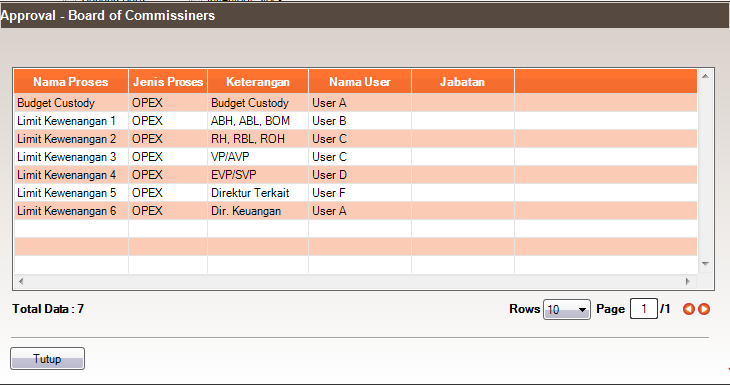 Approval - Board of Commissiners
Nama Proses Jenis Proses Keterangan Nama User Jabatan
Budget Custody OPEX Budget Custody User A
Limit Kewenangan 1 OPEX ABH, ABL, BOM User B
Limit Kewenangan 2 OPEX RH, RBL, ROH User C
Limit Kewenangan 3 OPEX VP/AVP User C
Limit Kewenangan 4 OPEX EVP/SVP User D
Limit Kewenangan 5 OPEX Direktur Terkait User F
Limit Kewenangan 6 OPEX Dir. Keuangan User A
Total Data : 7 Rows 10 Page 1 /1
Tutup